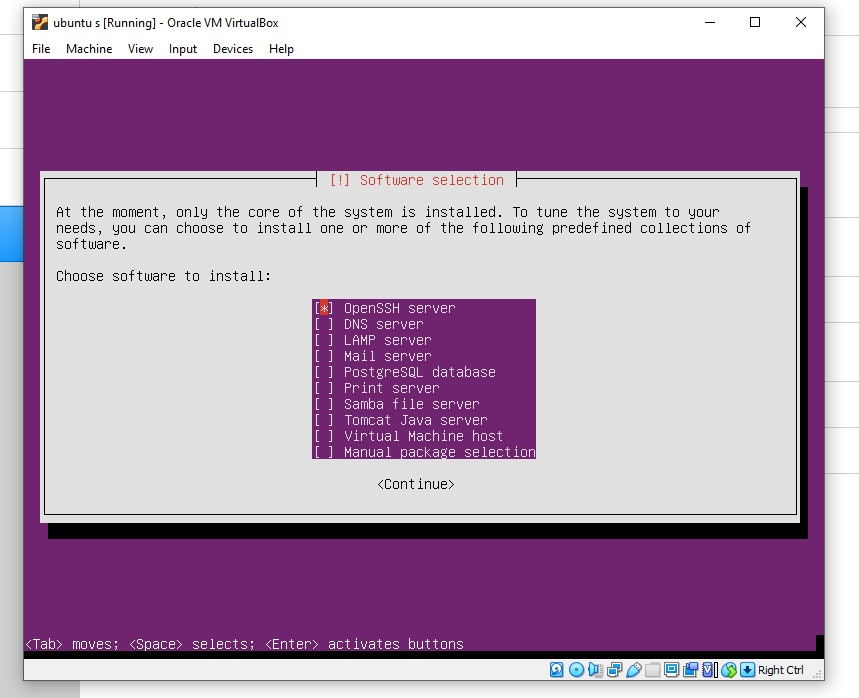 ubuntu s [Running] - Oracle VM VirtualBox
File Machine View Input Devices Help
[!] Software selection
At the moment, only the core of the system is installed. To tune the system to your
needs, you can choose to install one or more of the following predefined collections of
software.
Choose software to install:
[*] OpenSSH server
[ ] DNS server
[ ] LAMP server
[ ] Mail server
[ ] PostgreSQL database
[ ] Print server
[ ] Samba file server
[ ] Tomcat Java server
[ ] Virtual Machine host
[ ] Manual package selection
<Continue>
<Tab> moves; <Space> selects; <Enter> activates buttons
Right Ctrl